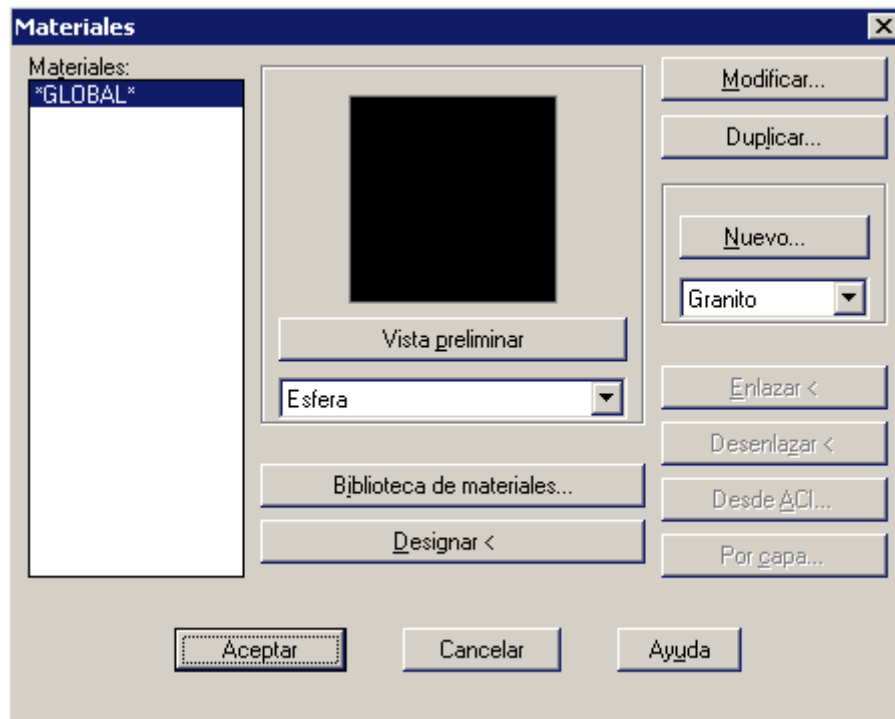 Materiales
Materiales:
*GLOBAL*
Vista preliminar
Esfera
Biblioteca de materiales...
Designar <
Modificar...
Duplicar...
Nuevo...
Granito
Enlazar <
Desenlazar <
Desde ACI...
Por capa...
Aceptar
Cancelar
Ayuda